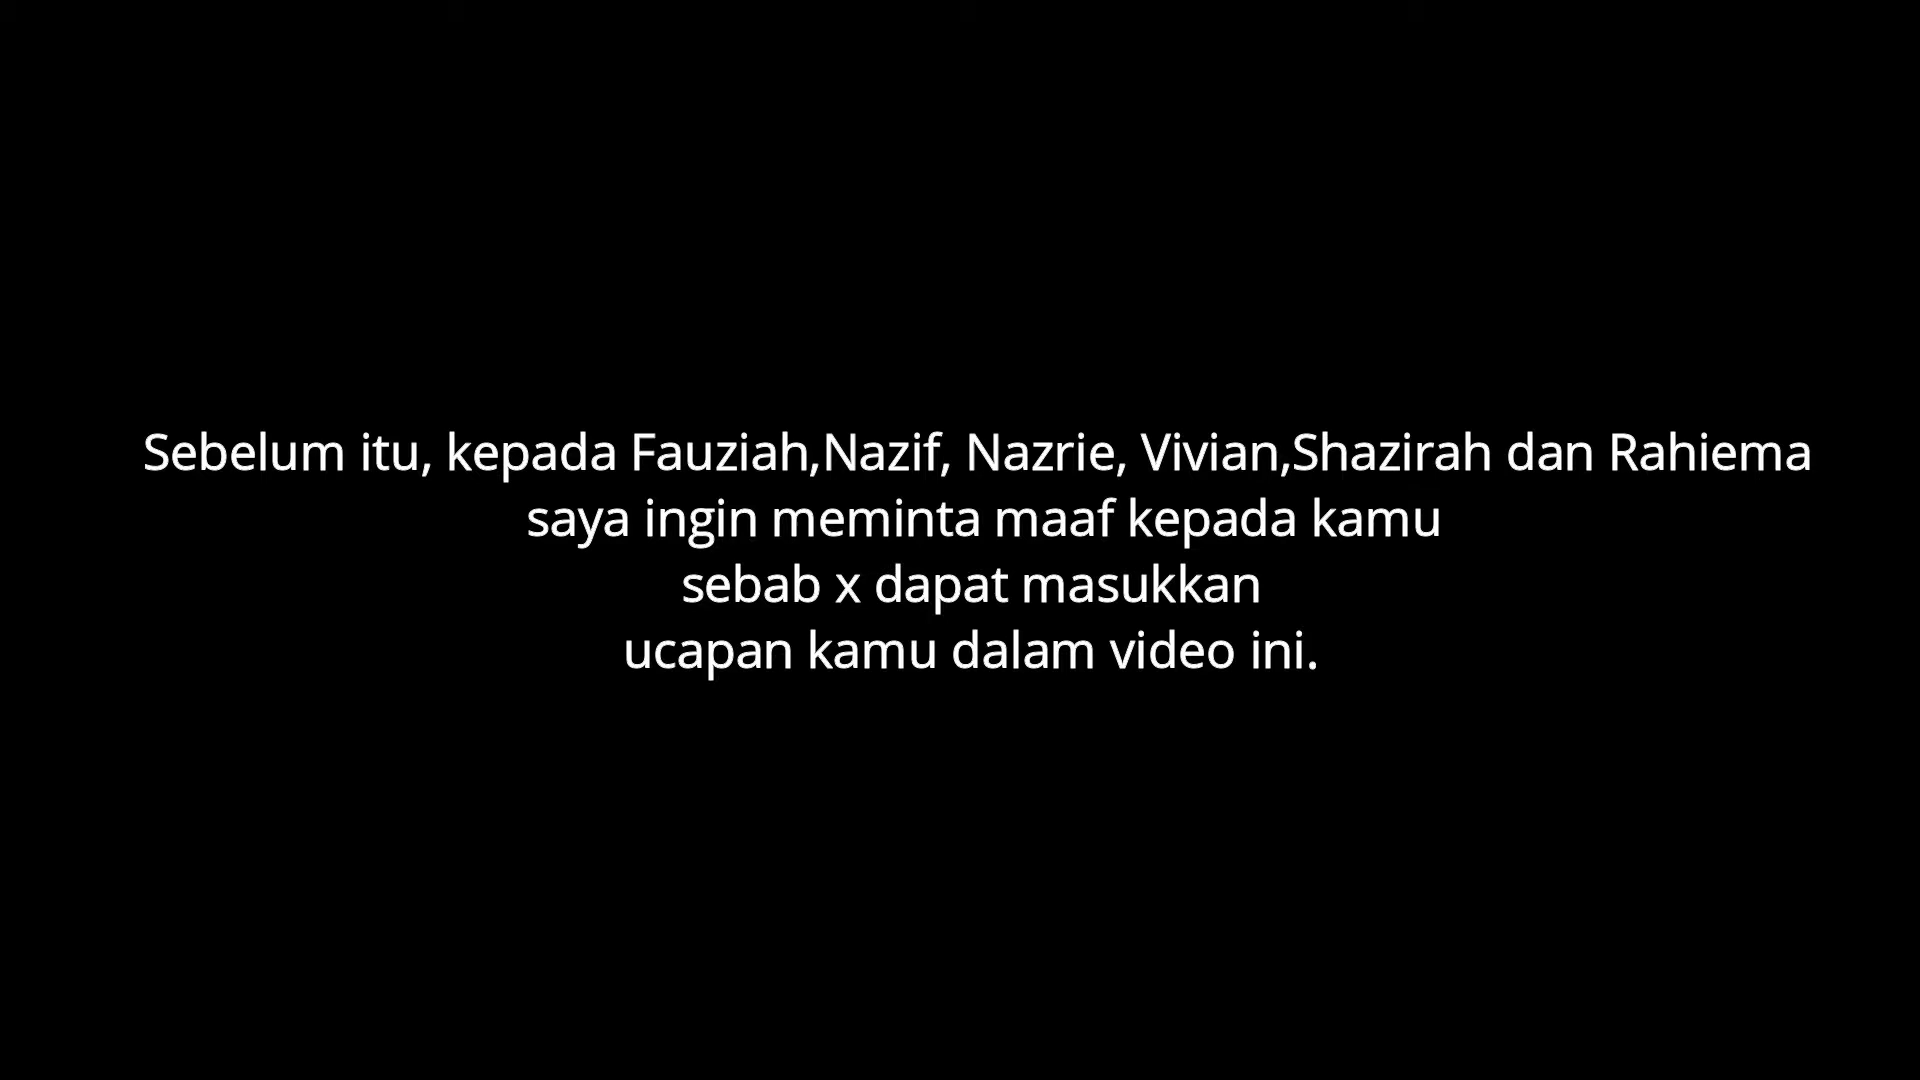 Sebelum itu, kepada Fauziah,Nazif, Nazrie, Vivian,Shazirah dan Rahiema
saya ingin meminta maaf kepada kamu
sebab x dapat masukkan
ucapan kamu dalam video ini.